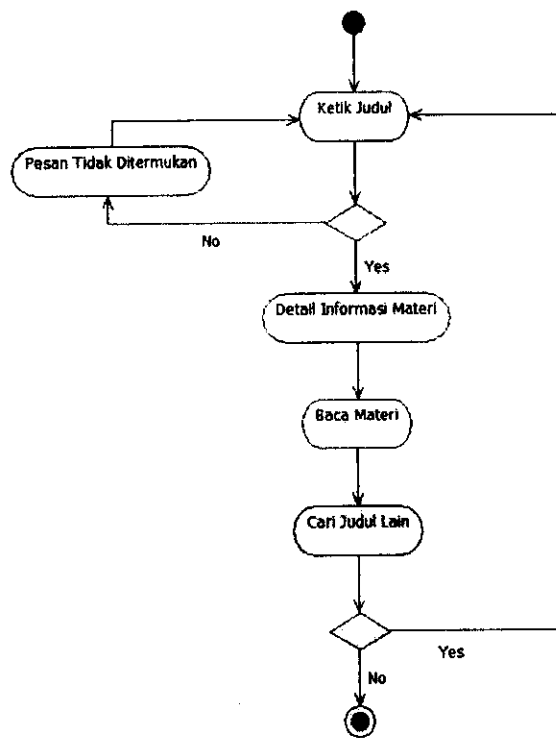 Ketik Judul
Pesan Tidak Ditermukan
No
Yes
Detail Informasi Materi
Baca Materi
Cari Judul Lain
Yes
No